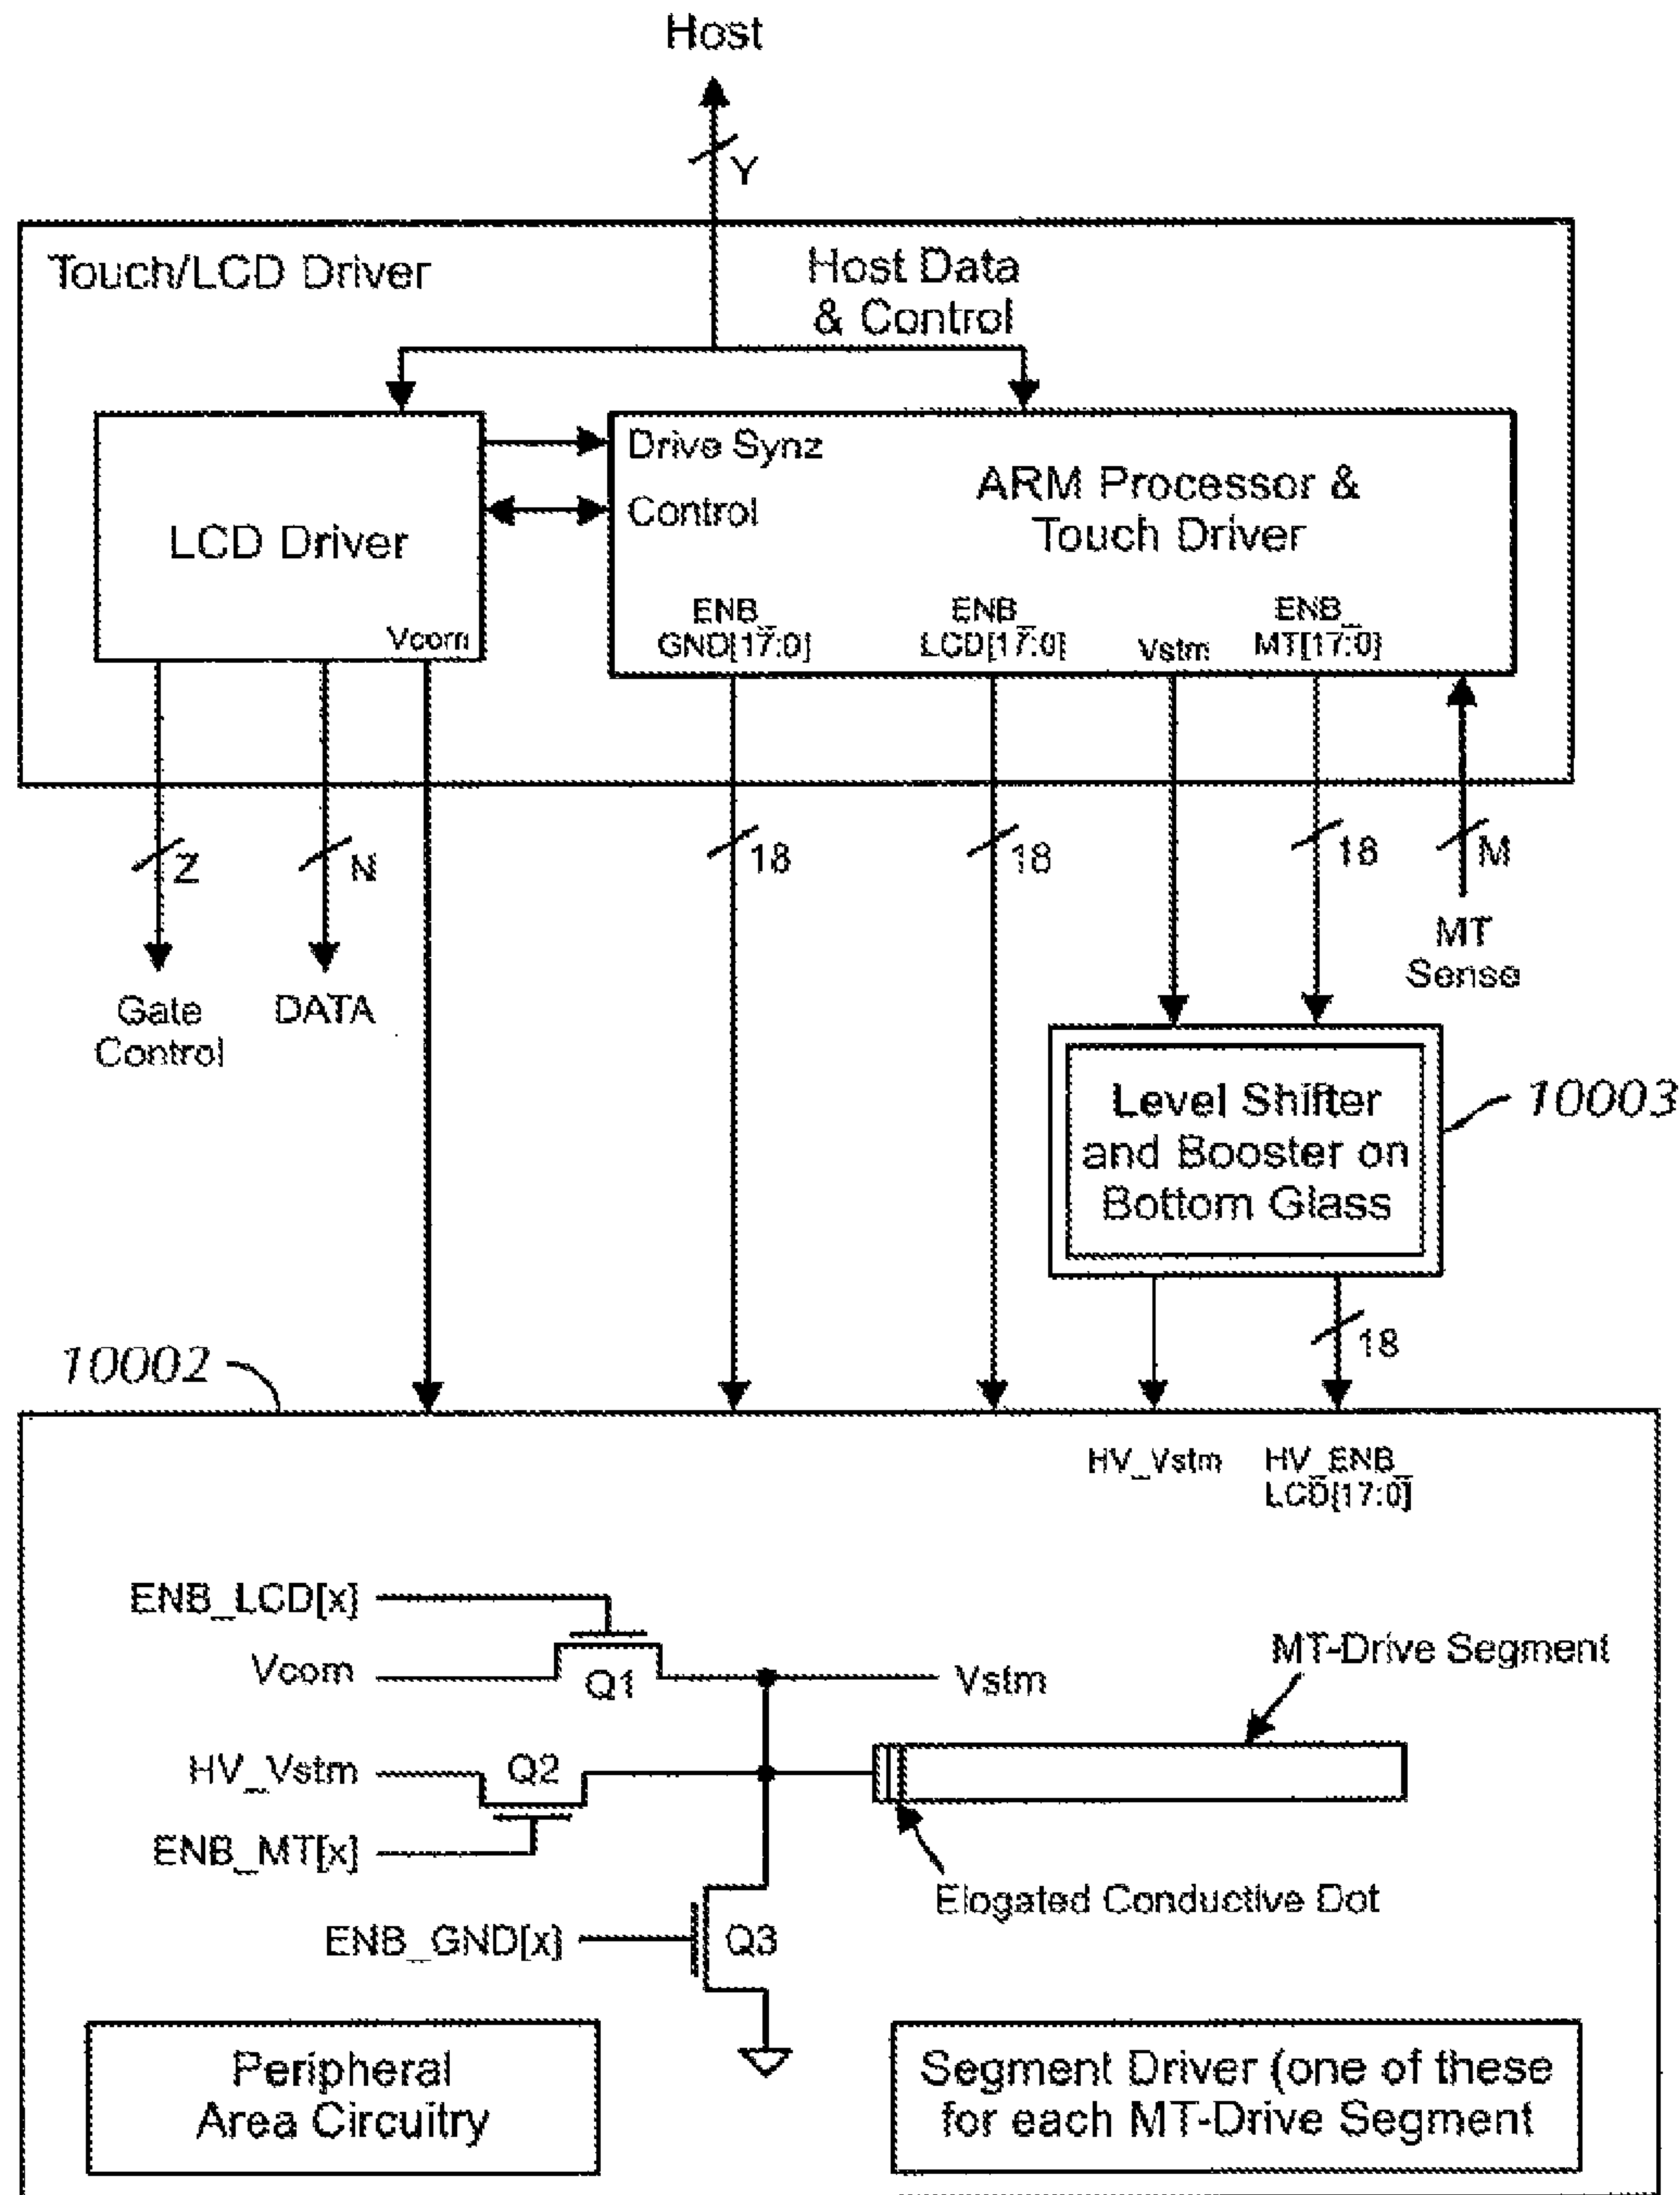 Host
Y
Touch/LCD Driver
Host Data
& Control
LCD Driver
Vcom
Drive Synz
Control
ARM Processor &
Touch Driver
ENB_
GND[17:0]
ENB_
LCD[17:0]
Vstm
ENB_
MT[17:0]
Z
N
18
18
18
M
Gate
Control
DATA
MT
Sense
Level Shifter
and Booster on
Bottom Glass
10003
18
10002
HV_Vstm
HV_ENB_
LCD[17:0]
ENB_LCD[x]
Vcom
Q1
Vstm
MT-Drive Segment
HV_Vstm
Q2
ENB_MT[x]
Elogated Conductive Dot
ENB_GND[x]
Q3
Peripheral
Area Circuitry
Segment Driver (one of these
for each MT-Drive Segment